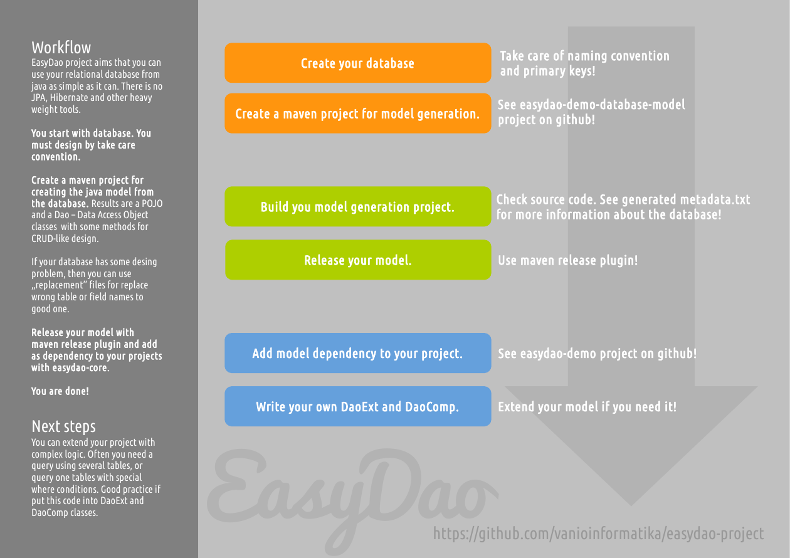 Workflow
EasyDao project aims that you can
use your relational database from
java as simple as it can. There is no
JPA, Hibernate and other heavy
weight tools.
You start with database. You
must design by take care
convention.
Create a maven project for
creating the java model from
the database. Results are a POJO
and a Dao – Data Access Object
classes with some methods for
CRUD-like design.
If your database has some desing
problem, then you can use
„replacement” files for replace
wrong table or field names to
good one.
Release your model with
maven release plugin and add
as dependency to your projects
with easydao-core.
You are done!
Next steps
You can extend your project with
complex logic. Often you need a
query using several tables, or
query one tables with special
where conditions. Good practice if
put this code into DaoExt and
DaoComp classes.
Create your database
Take care of naming convention
and primary keys!
Create a maven project for model generation.
See easydao-demo-database-model
project on github!
Build you model generation project.
Check source code. See generated metadata.txt
for more information about the database!
Release your model.
Use maven release plugin!
Add model dependency to your project.
See easydao-demo project on github!
Write your own DaoExt and DaoComp.
Extend your model if you need it!
EasyDao
https://github.com/vanioinformatika/easydao-project